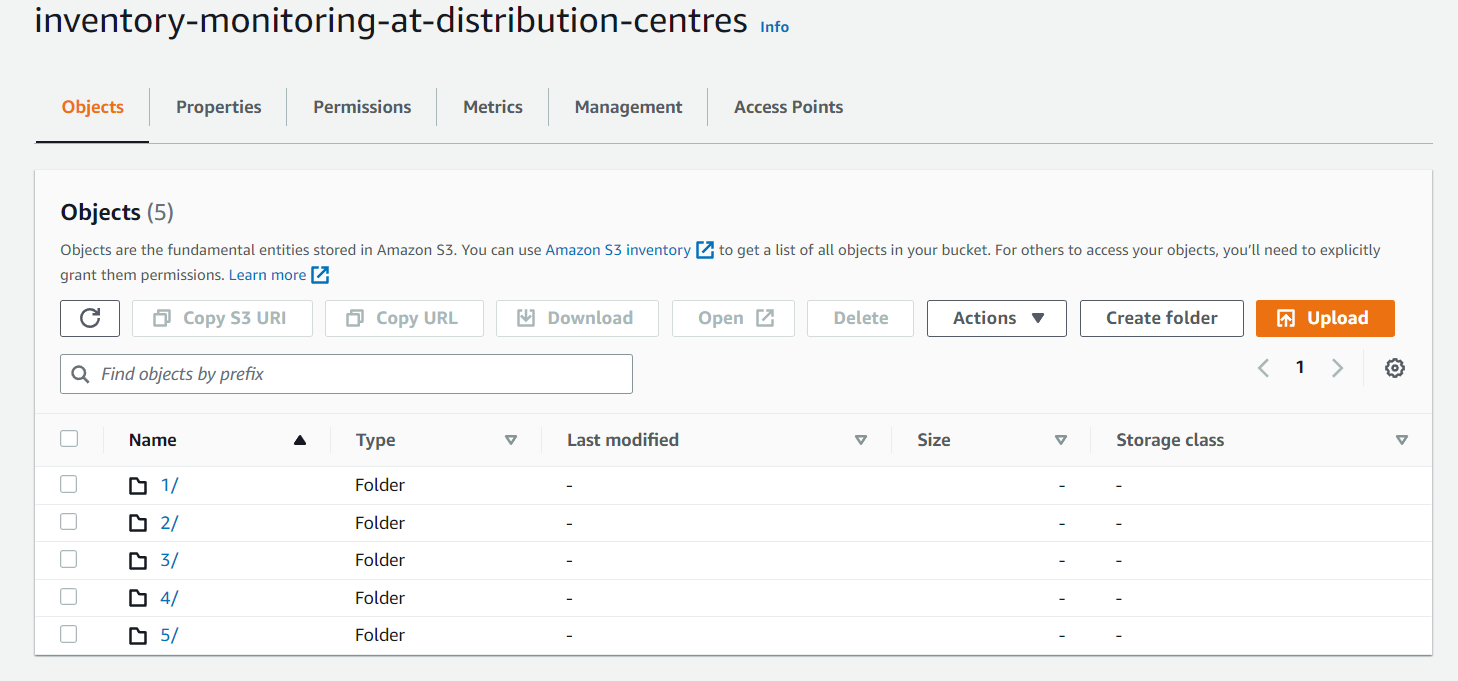 inventory-monitoring-at-distribution-centres Info
Objects Properties Permissions Metrics Management Access Points
Objects (5)
Objects are the fundamental entities stored in Amazon S3. You can use Amazon S3 inventory to get a list of all objects in your bucket. For others to access your objects, you’ll need to explicitly
grant them permissions. Learn more
Copy S3 URI Copy URL Download Open Delete Actions Create folder Upload
Find objects by prefix 1
Name Type Last modified Size Storage class
1/ Folder - - -
2/ Folder - - -
3/ Folder - - -
4/ Folder - - -
5/ Folder - - -